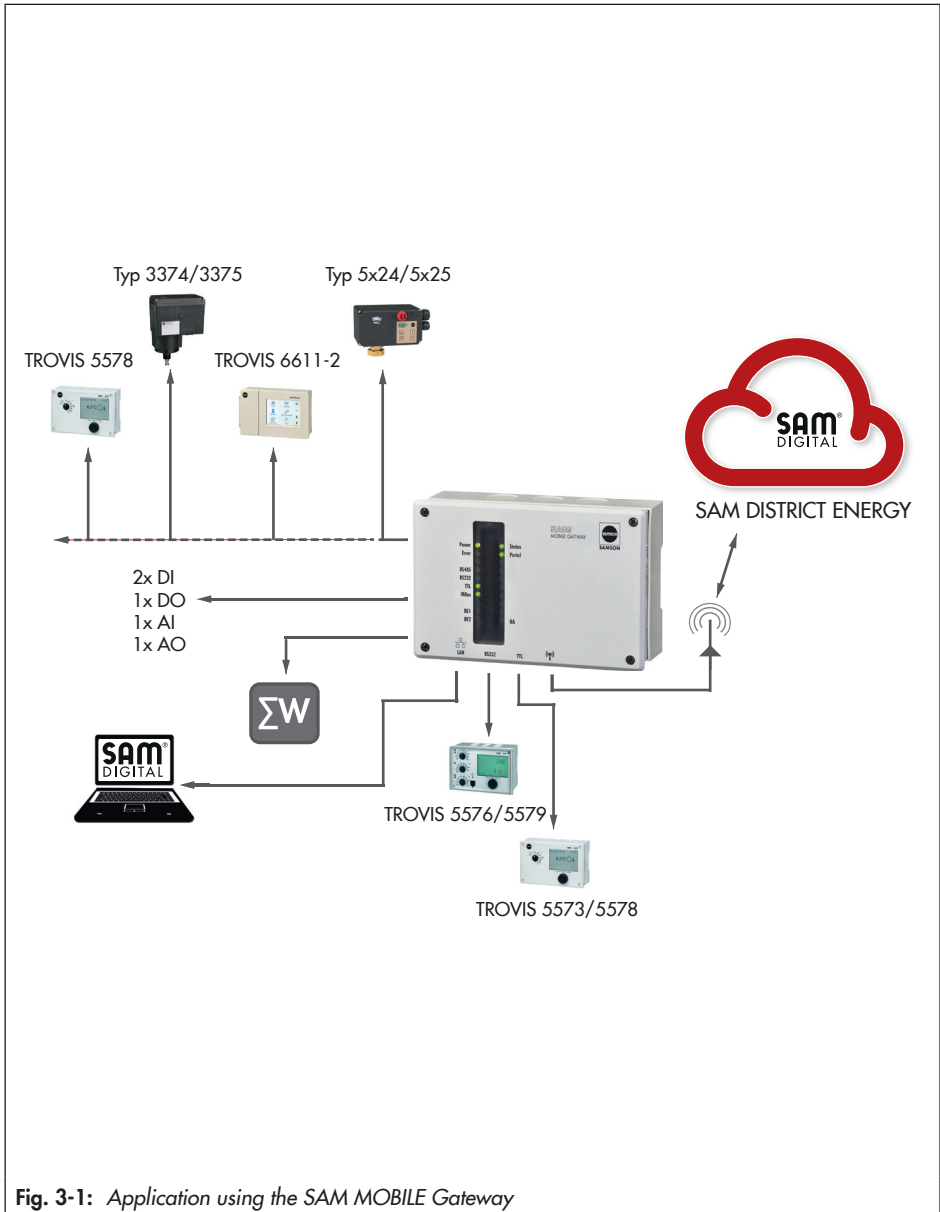 Typ 3374/3375
Typ 5x24/5x25
TROVIS 5578
TROVIS 6611-2
SAM®
DIGITAL
SAM DISTRICT ENERGY
MOBILE GATEWAY
SAMSON
Power
Error
Status
Portal
RS485
RS232
TTL
MBus
BE1
BE2
BA
LAN
RS232
TTL
2x DI
1x DO
1x AI
1x AO
ΣW
SAM®
DIGITAL
TROVIS 5576/5579
TROVIS 5573/5578
Fig. 3-1: Application using the SAM MOBILE Gateway